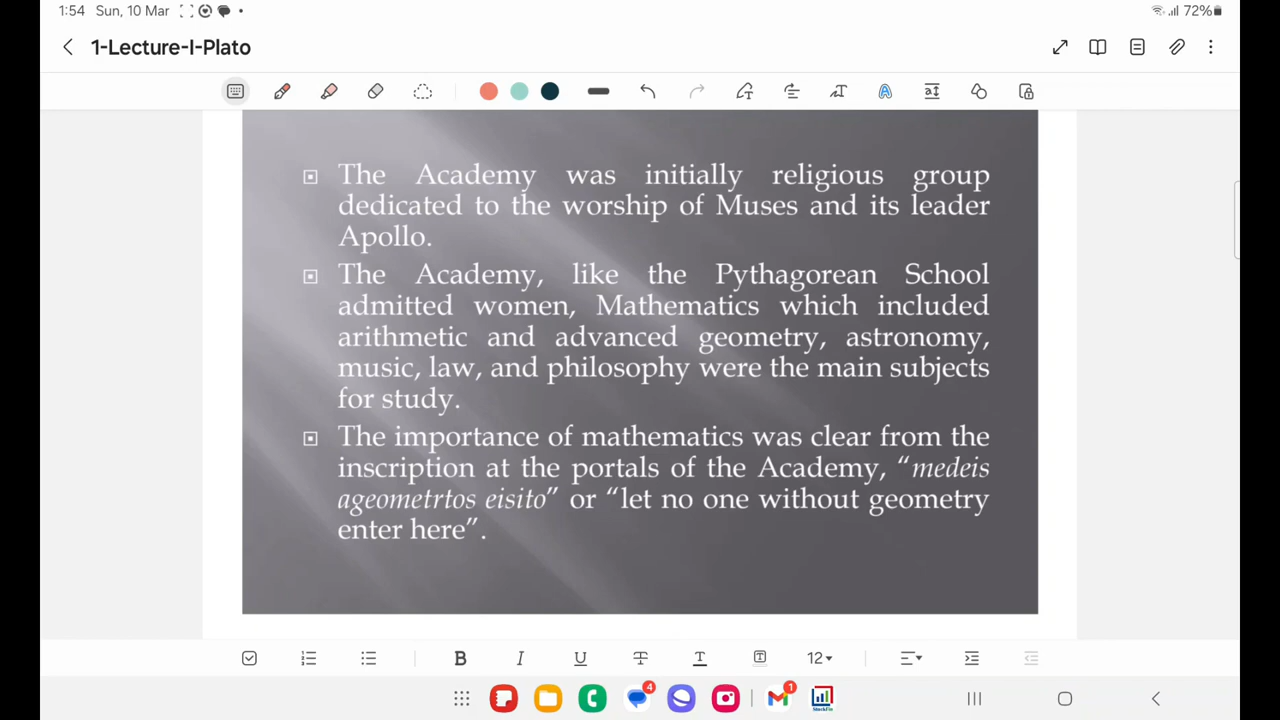 1:54 Sun, 10 Mar
72%
1-Lecture-I-Plato
The Academy was initially religious group
dedicated to the worship of Muses and its leader
Apollo.
The Academy, like the Pythagorean School
admitted women, Mathematics which included
arithmetic and advanced geometry, astronomy,
music, law, and philosophy were the main subjects
for study.
The importance of mathematics was clear from the
inscription at the portals of the Academy, “medeis
ageometrtos eisito” or “let no one without geometry
enter here”.
B I U T T T 12
4
1
StockFin